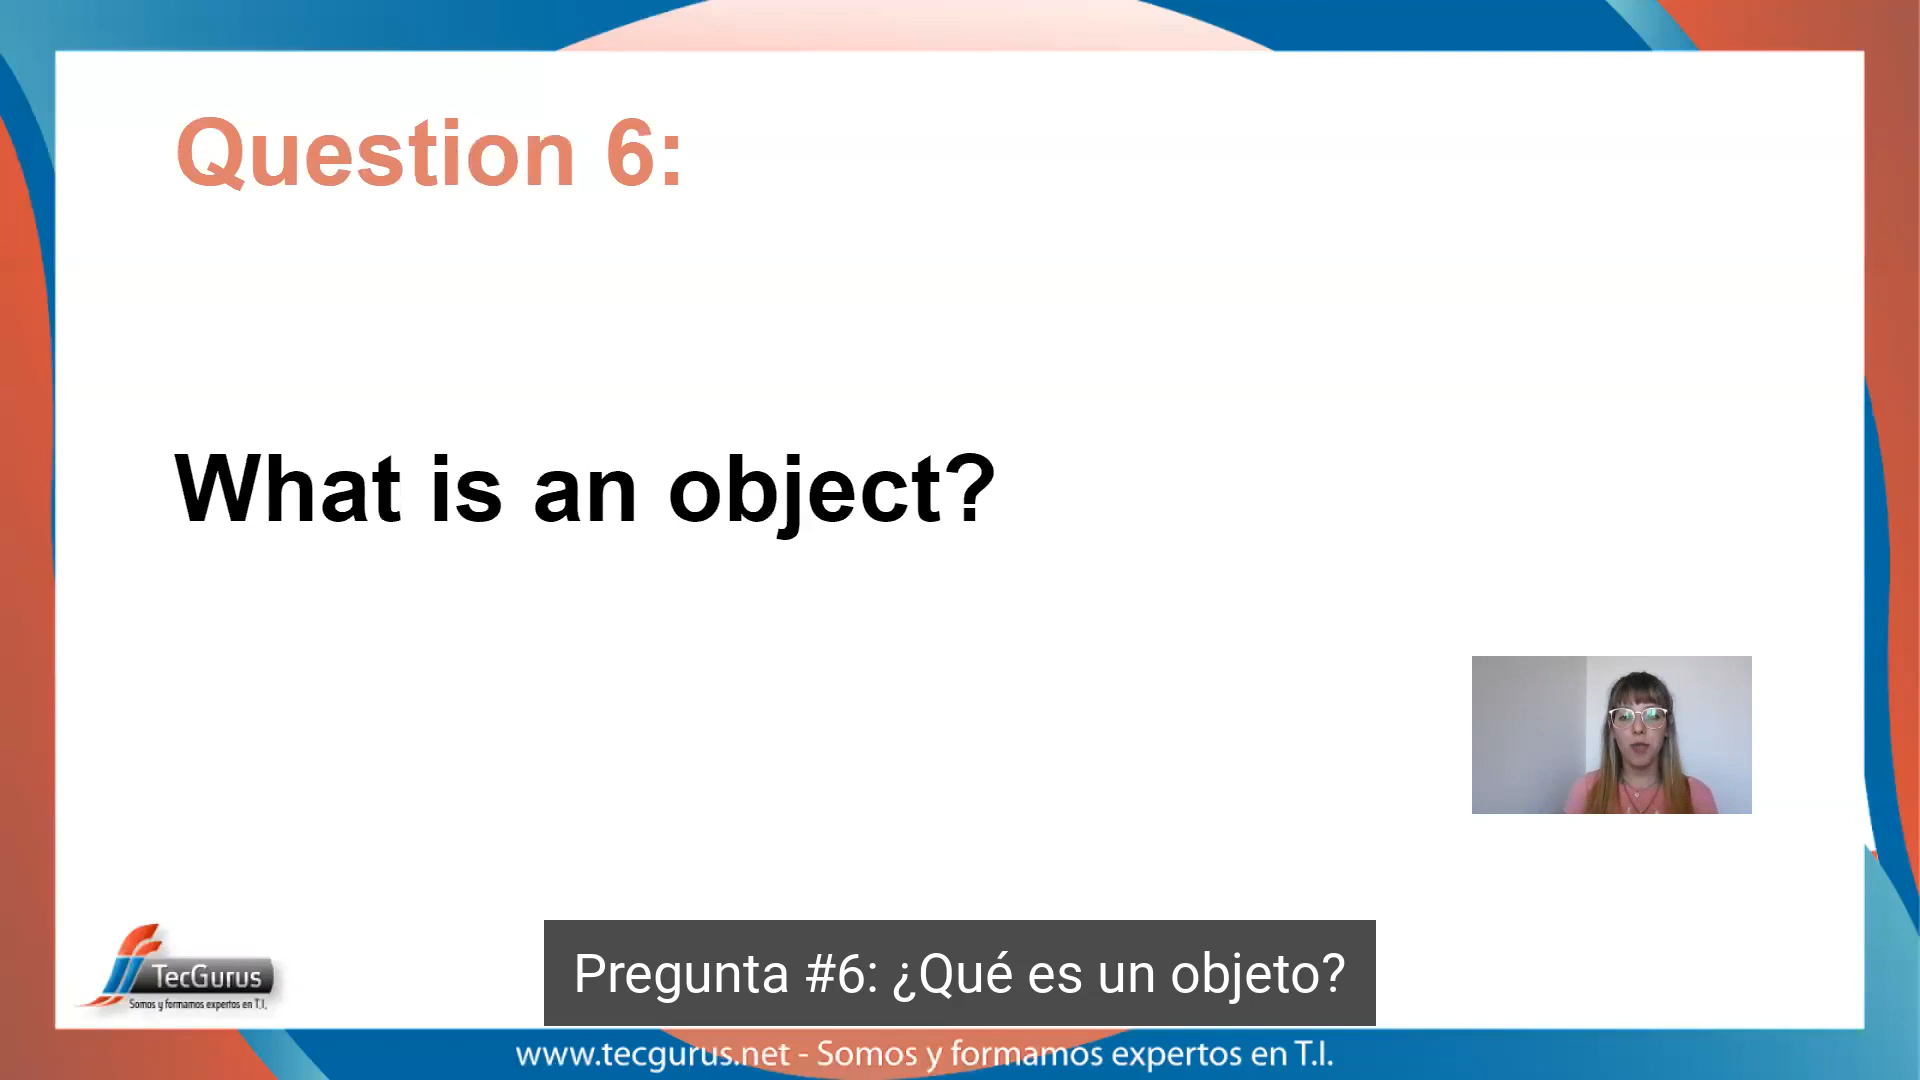 Question 6:
What is an object?
TecGurus
Somos y formamos expertos en T.I.
Pregunta #6: ¿Qué es un objeto?
www.tecgurus.net - Somos y formamos expertos en T.I.